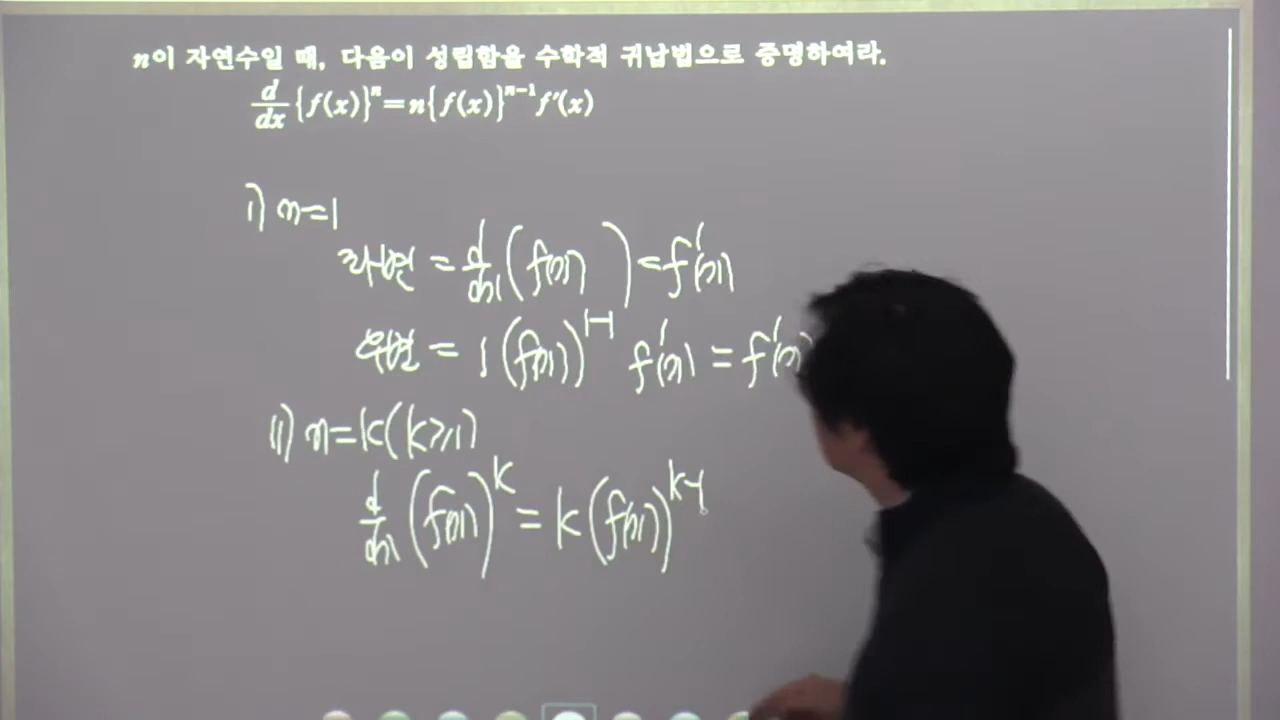 n이 자연수일 때, 다음이 성립함을 수학적 귀납법으로 증명하여라.
d/dx {f(x)}^n = n{f(x)}^{n-1} f'(x)
i) n=1
좌변 = d/dx (f(x)) = f'(x)
우변 = 1 (f(x))^{1-1} f'(x) = f'(x)
ii) n=k (k≥1)
d/dx (f(x))^k = k (f(x))^{k-1}